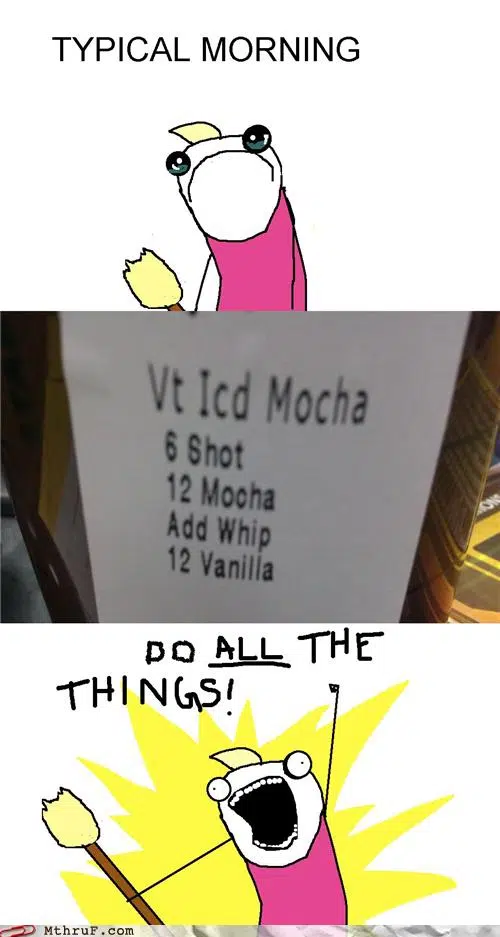 TYPICAL MORNING
Vt Icd Mocha
6 Shot
12 Mocha
Add Whip
12 Vanilla
DO ALL THE
THINGS!
MthruF.com